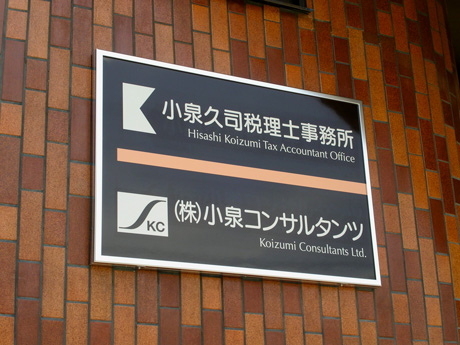 小泉久司税理士事務所
Hisashi Koizumi Tax Accountant Office
KC
(株)小泉コンサルタンツ
Koizumi Consultants Ltd.